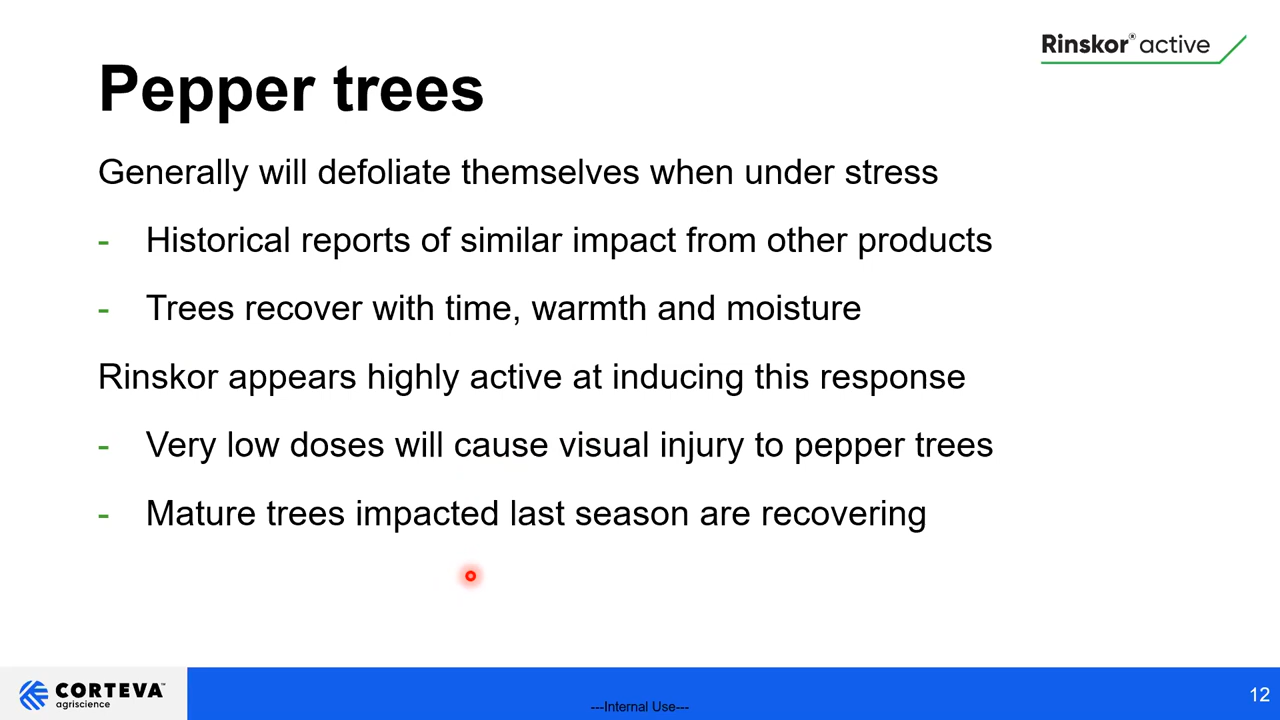 Rinskor® active
Pepper trees
Generally will defoliate themselves when under stress
- Historical reports of similar impact from other products
- Trees recover with time, warmth and moisture
Rinskor appears highly active at inducing this response
- Very low doses will cause visual injury to pepper trees
- Mature trees impacted last season are recovering
CORTEVA™
agriscience
---Internal Use---
12